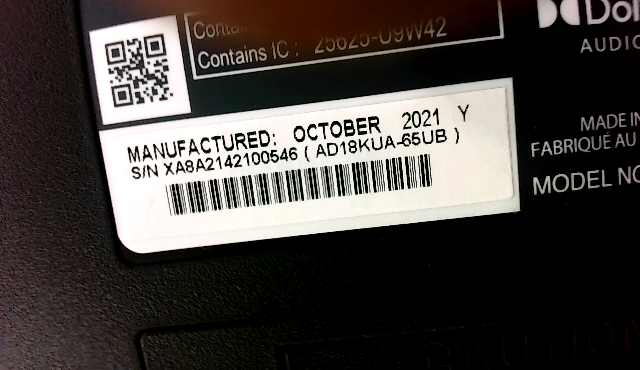 Contains IC : 25625-U9W42
MANUFACTURED: OCTOBER 2021 Y
S/N XA8A2142100546 ( AD18KUA-65UB )
AUDIO
MADE IN
FABRIQUÉ AU
MODEL NO